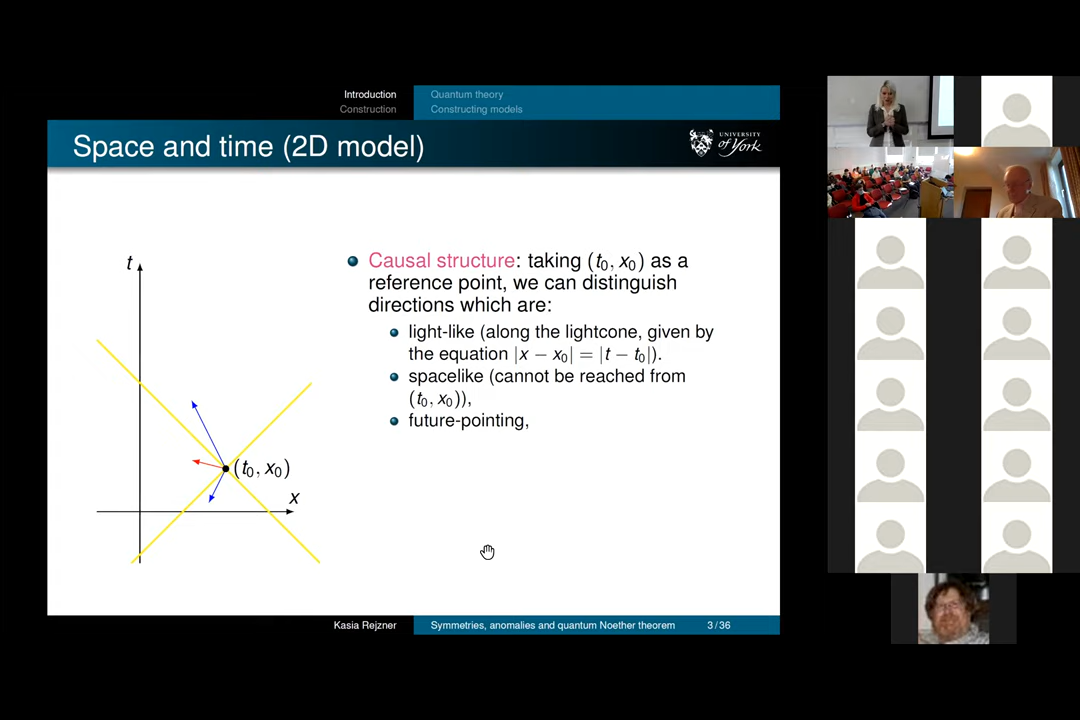 Introduction
Construction
Quantum theory
Constructing models
Space and time (2D model)
UNIVERSITY
of York
t
(t₀, x₀)
x
Causal structure: taking (t₀, x₀) as a
reference point, we can distinguish
directions which are:
light-like (along the lightcone, given by
the equation |x − x₀| = |t − t₀|).
spacelike (cannot be reached from
(t₀, x₀)),
future-pointing,
Kasia Rejzner
Symmetries, anomalies and quantum Noether theorem
3 / 36